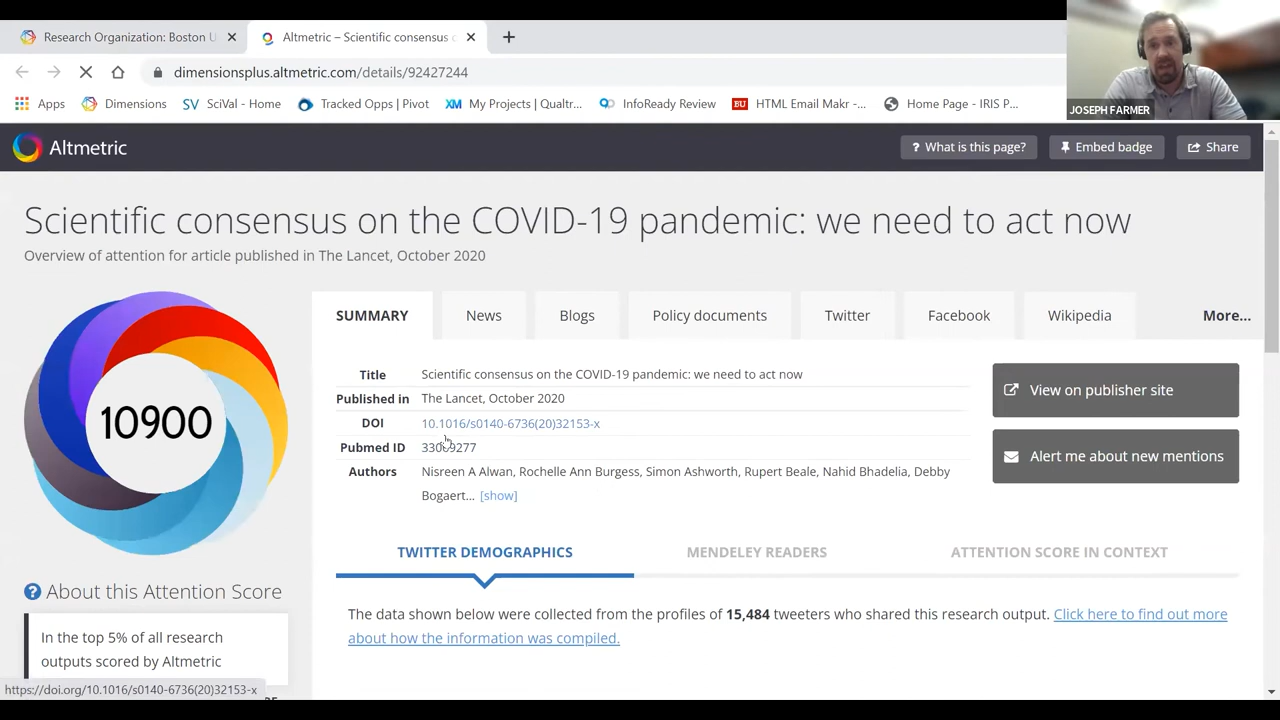 Research Organization: Boston U
Altmetric – Scientific consensus o
dimensionsplus.altmetric.com/details/92427244
Apps
Dimensions
SV SciVal - Home
Tracked Opps | Pivot
XM My Projects | Qualtr...
InfoReady Review
BU HTML Email Makr -...
Home Page - IRIS P...
JOSEPH FARMER
Altmetric
? What is this page?
Embed badge
Share
Scientific consensus on the COVID-19 pandemic: we need to act now
Overview of attention for article published in The Lancet, October 2020
SUMMARY
News
Blogs
Policy documents
Twitter
Facebook
Wikipedia
More...
10900
Title Scientific consensus on the COVID-19 pandemic: we need to act now
Published in The Lancet, October 2020
DOI 10.1016/s0140-6736(20)32153-x
Pubmed ID
Authors Nisreen A Alwan, Rochelle Ann Burgess, Simon Ashworth, Rupert Beale, Nahid Bhadelia, Debby
Bogaert... [show]
View on publisher site
Alert me about new mentions
TWITTER DEMOGRAPHICS
MENDELEY READERS
ATTENTION SCORE IN CONTEXT
The data shown below were collected from the profiles of 15,484 tweeters who shared this research output. Click here to find out more
about how the information was compiled.
? About this Attention Score
In the top 5% of all research
outputs scored by Altmetric
https://doi.org/10.1016/s0140-6736(20)32153-x